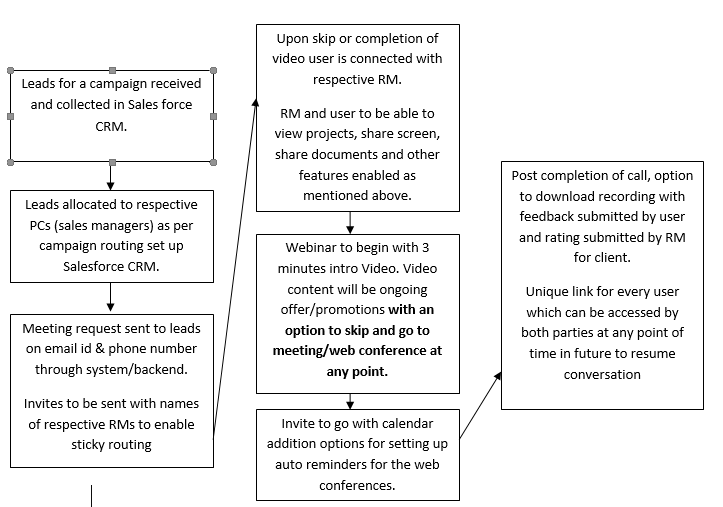 Leads for a campaign received
and collected in Sales force
CRM.
Leads allocated to respective
PCs (sales managers) as per
campaign routing set up
Salesforce CRM.
Meeting request sent to leads
on email id & phone number
through system/backend.
Invites to be sent with names
of respective RMs to enable
sticky routing
Upon skip or completion of
video user is connected with
respective RM.
RM and user to be able to
view projects, share screen,
share documents and other
features enabled as
mentioned above.
Webinar to begin with 3
minutes intro Video. Video
content will be ongoing
offer/promotions with an
option to skip and go to
meeting/web conference at
any point.
Invite to go with calendar
addition options for setting up
auto reminders for the web
conferences.
Post completion of call, option
to download recording with
feedback submitted by user
and rating submitted by RM
for client.
Unique link for every user
which can be accessed by
both parties at any point of
time in future to resume
conversation